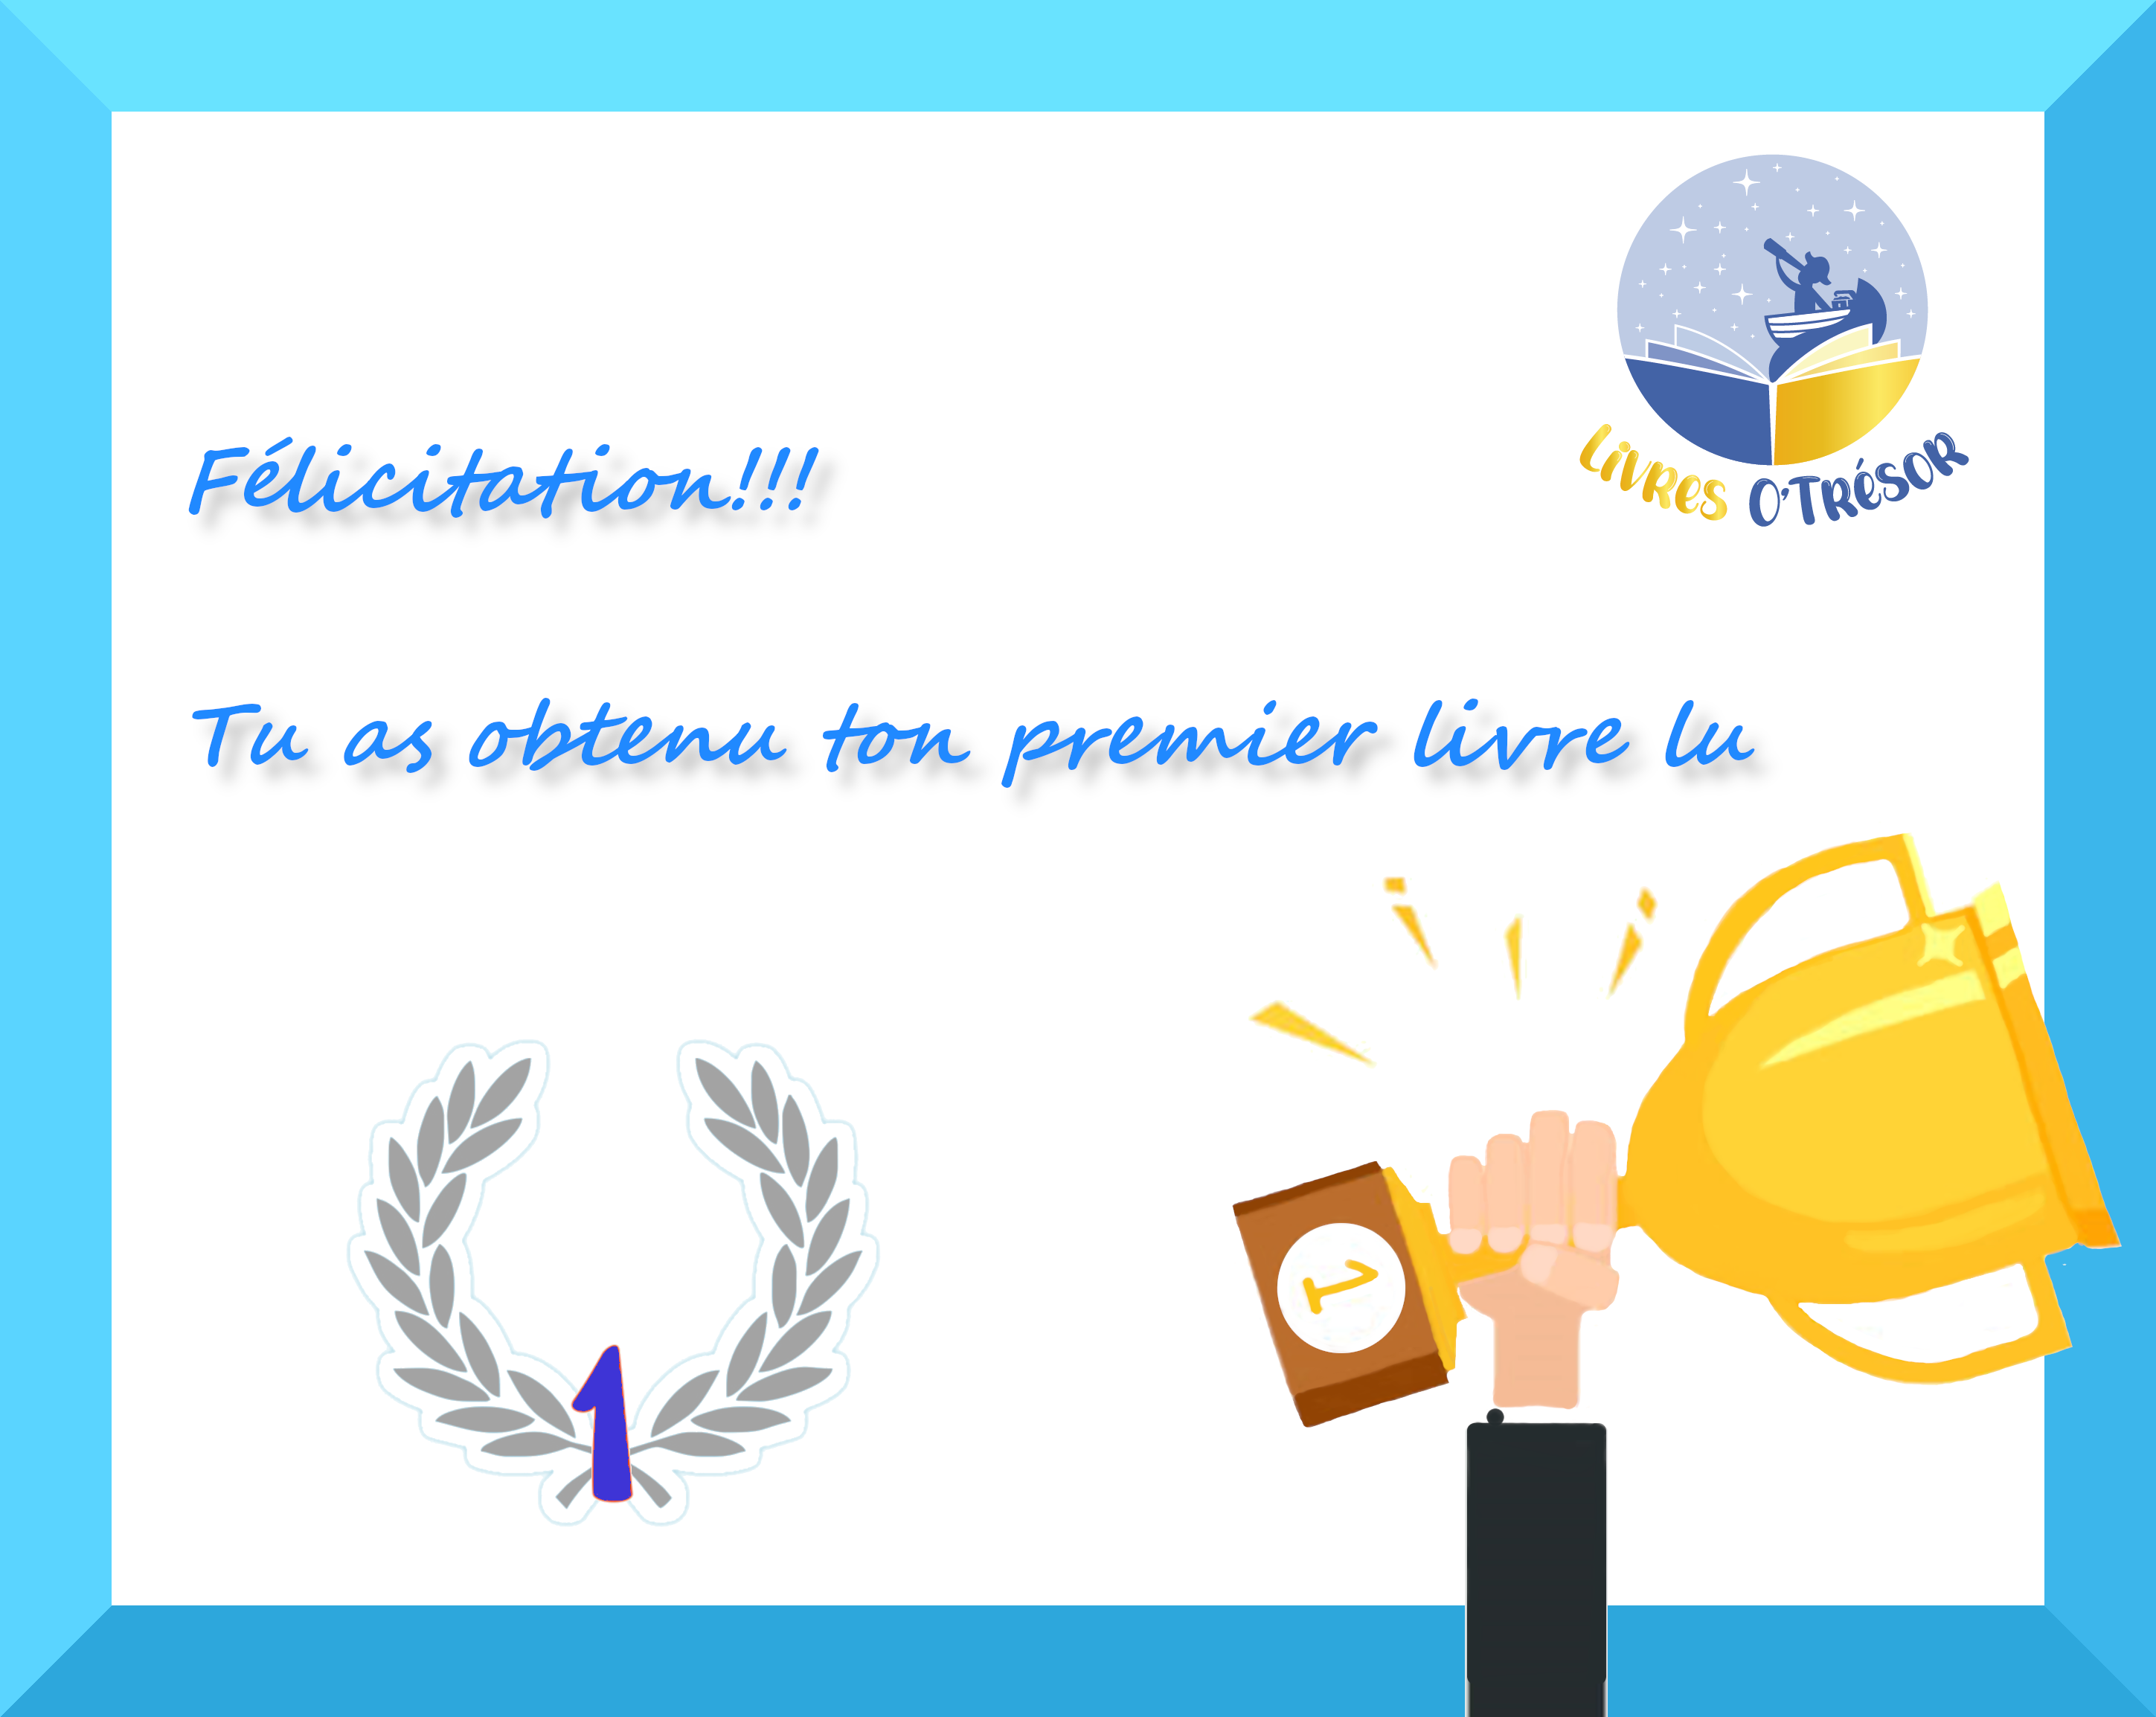 LIVRES O'TRÉSOR
Félicitation!!!
Tu as obtenu ton premier livre lu
1
1